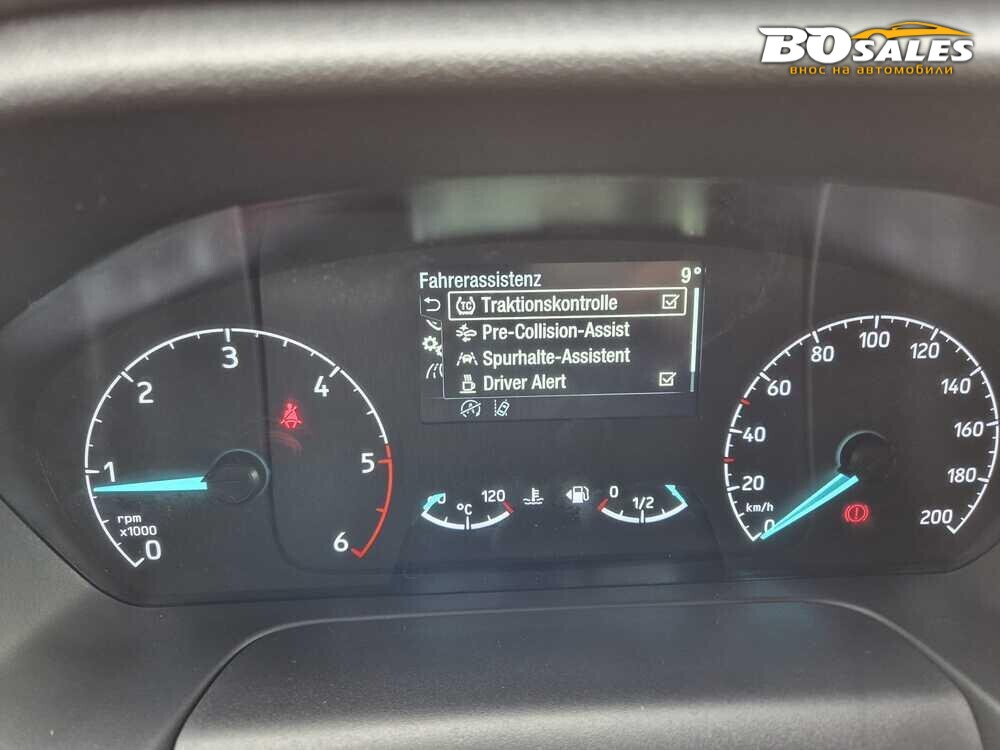 BOSALES
внос на автомобили
Fahrerassistenz 9°
TC Traktionskontrolle
Pre-Collision-Assist
Spurhalte-Assistent
Driver Alert
0 1 2 3 4 5 6
rpm
x1000
120
°C
0 1/2
0 20 40 60 80 100 120 140 160 180 200
km/h